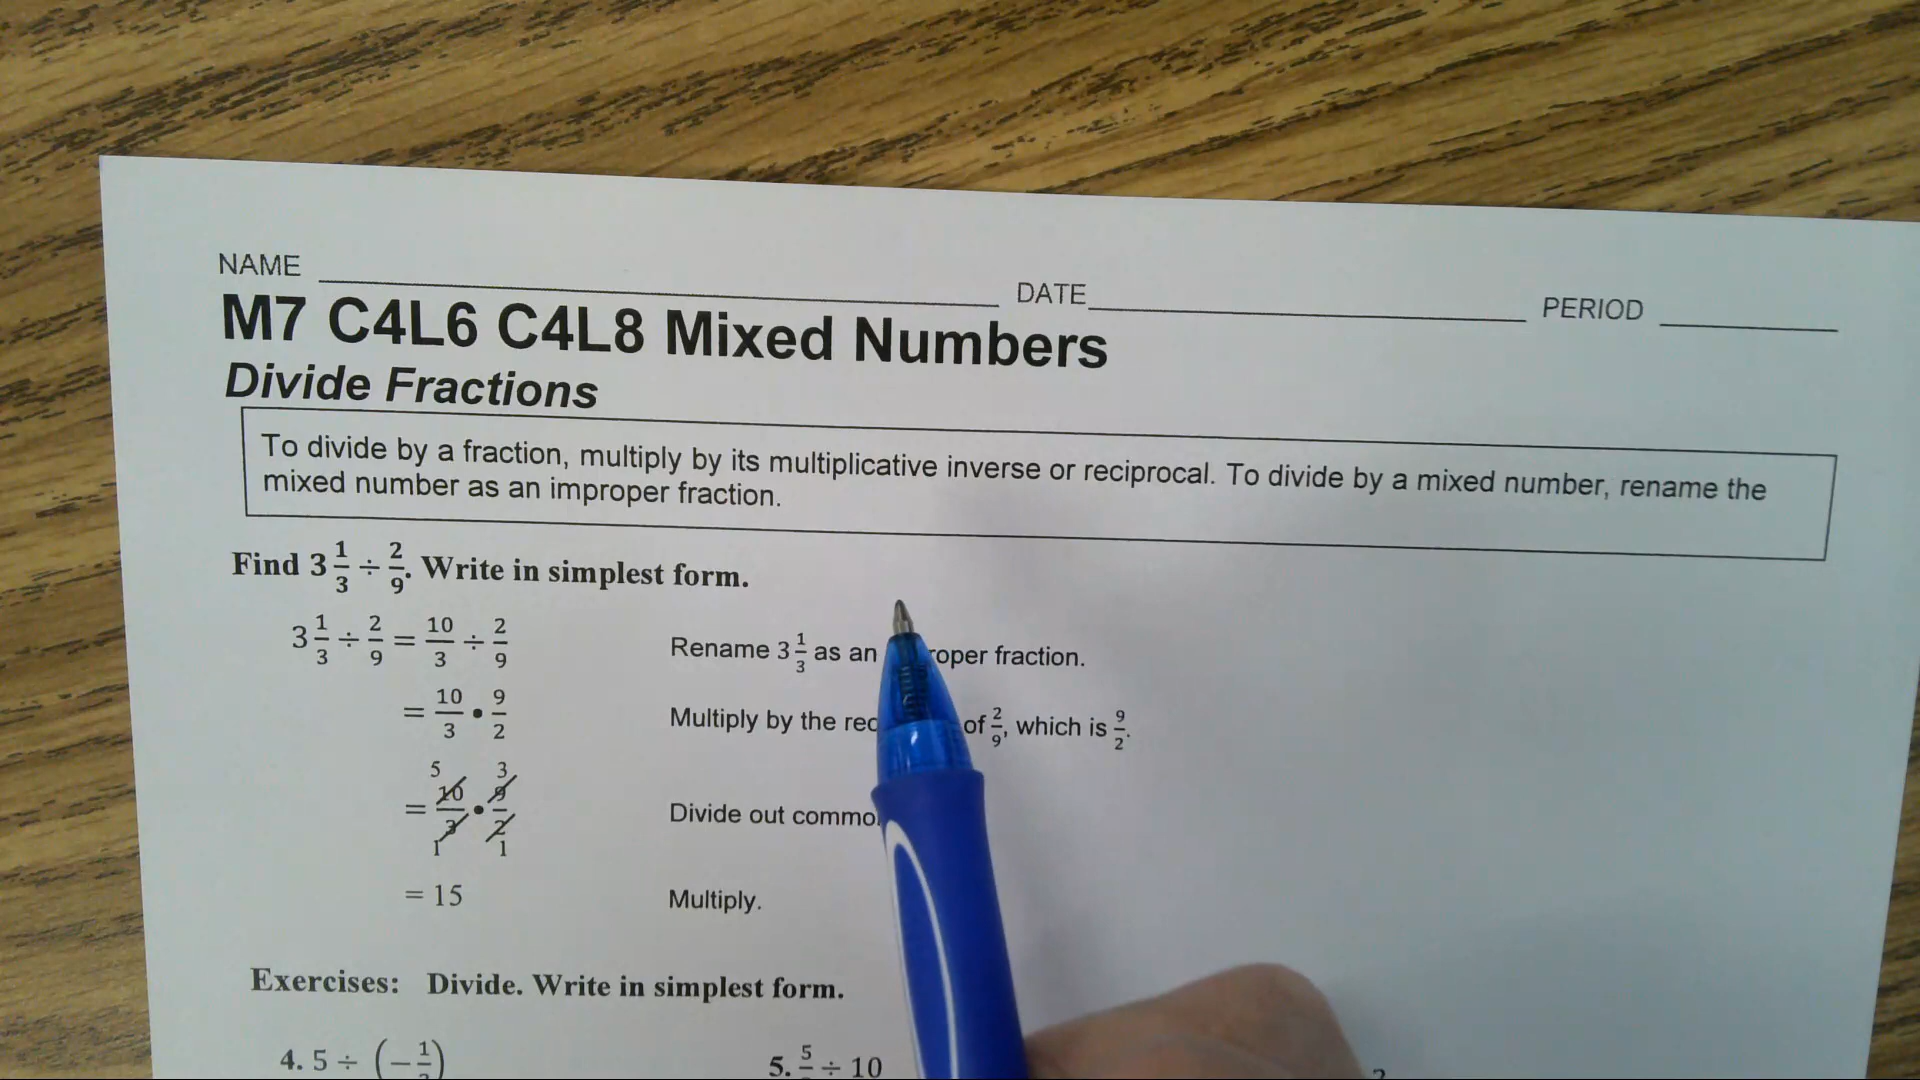 NAME DATE PERIOD
M7 C4L6 C4L8 Mixed Numbers
Divide Fractions
To divide by a fraction, multiply by its multiplicative inverse or reciprocal. To divide by a mixed number, rename the
mixed number as an improper fraction.
Find 3 1/3 ÷ 2/9. Write in simplest form.
3 1/3 ÷ 2/9 = 10/3 ÷ 2/9 Rename 3 1/3 as an roper fraction.
= 10/3 • 9/2 Multiply by the rec of 2/9, which is 9/2.
5 3
= 10/3 • 9/2 Divide out commo
1 1
= 15 Multiply.
Exercises: Divide. Write in simplest form.
4. 5 ÷ (− 5. 5 ÷ 10